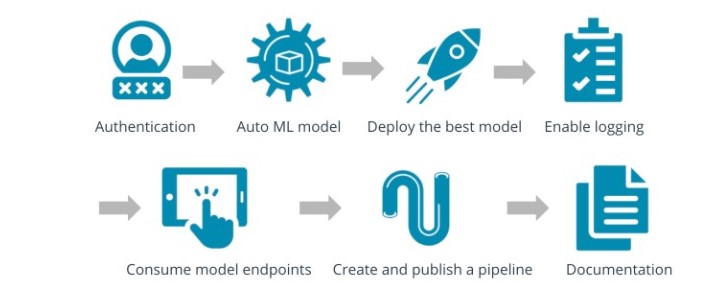 ×××
Authentication
Auto ML model
Deploy the best model
Enable logging
Consume model endpoints
Create and publish a pipeline
Documentation